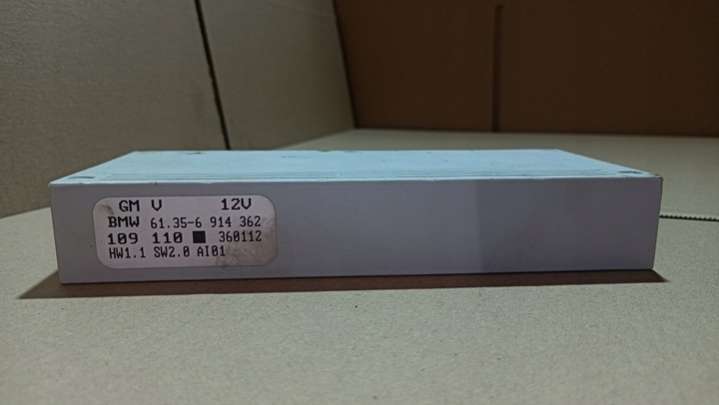 GM V 12V
BMW 61.35-6 914 362
109 110 ■ 360112
HW1.1 SW2.0 AI01